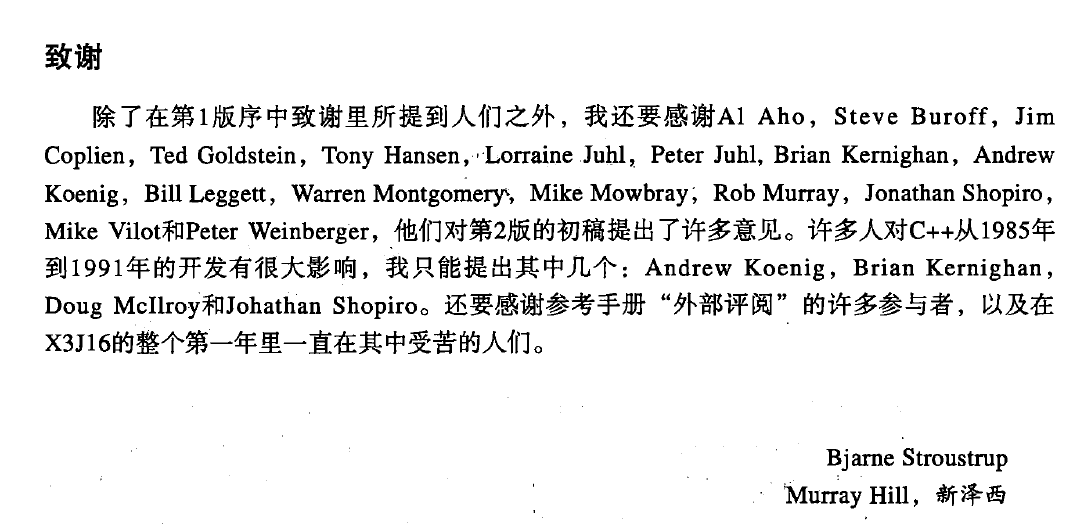 致谢
除了在第1版序中致谢里所提到人们之外，我还要感谢Al Aho，Steve Buroff，Jim
Coplien，Ted Goldstein，Tony Hansen，Lorraine Juhl，Peter Juhl, Brian Kernighan，Andrew
Koenig，Bill Leggett，Warren Montgomery，Mike Mowbray，Rob Murray，Jonathan Shopiro，
Mike Vilot和Peter Weinberger，他们对第2版的初稿提出了许多意见。许多人对C++从1985年
到1991年的开发有很大影响，我只能提出其中几个：Andrew Koenig，Brian Kernighan，
Doug McIlroy和Johathan Shopiro。还要感谢参考手册“外部评阅”的许多参与者，以及在
X3J16的整个第一年里一直在其中受苦的人们。
Bjarne Stroustrup
Murray Hill，新泽西